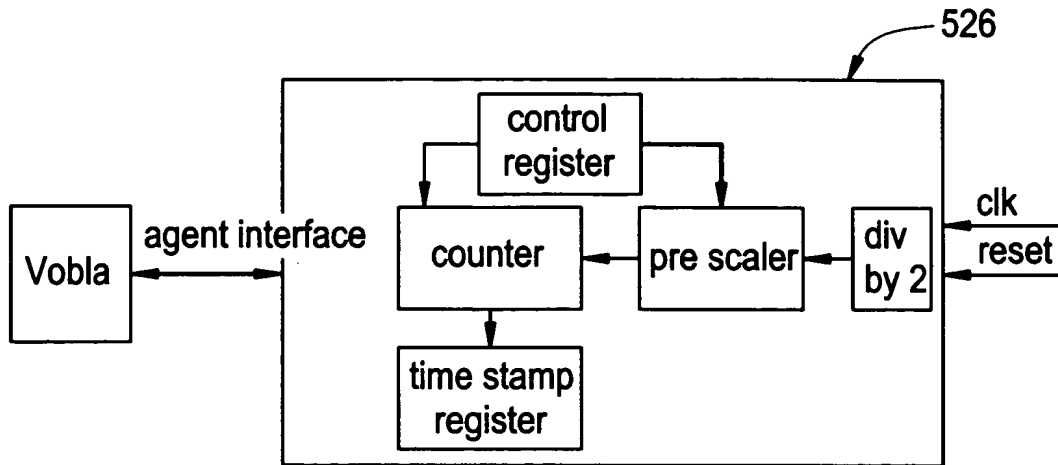 526
control
register
clk
agent interface
counter
pre scaler
div
by 2
reset
Vobla
time stamp
register